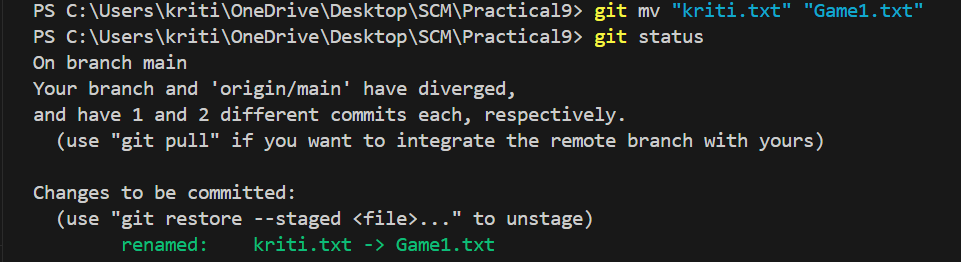 PS C:\Users\kriti\OneDrive\Desktop\SCM\Practical9> git mv "kriti.txt" "Game1.txt"
PS C:\Users\kriti\OneDrive\Desktop\SCM\Practical9> git status
On branch main
Your branch and 'origin/main' have diverged,
and have 1 and 2 different commits each, respectively.
  (use "git pull" if you want to integrate the remote branch with yours)

Changes to be committed:
  (use "git restore --staged <file>..." to unstage)
        renamed:    kriti.txt -> Game1.txt